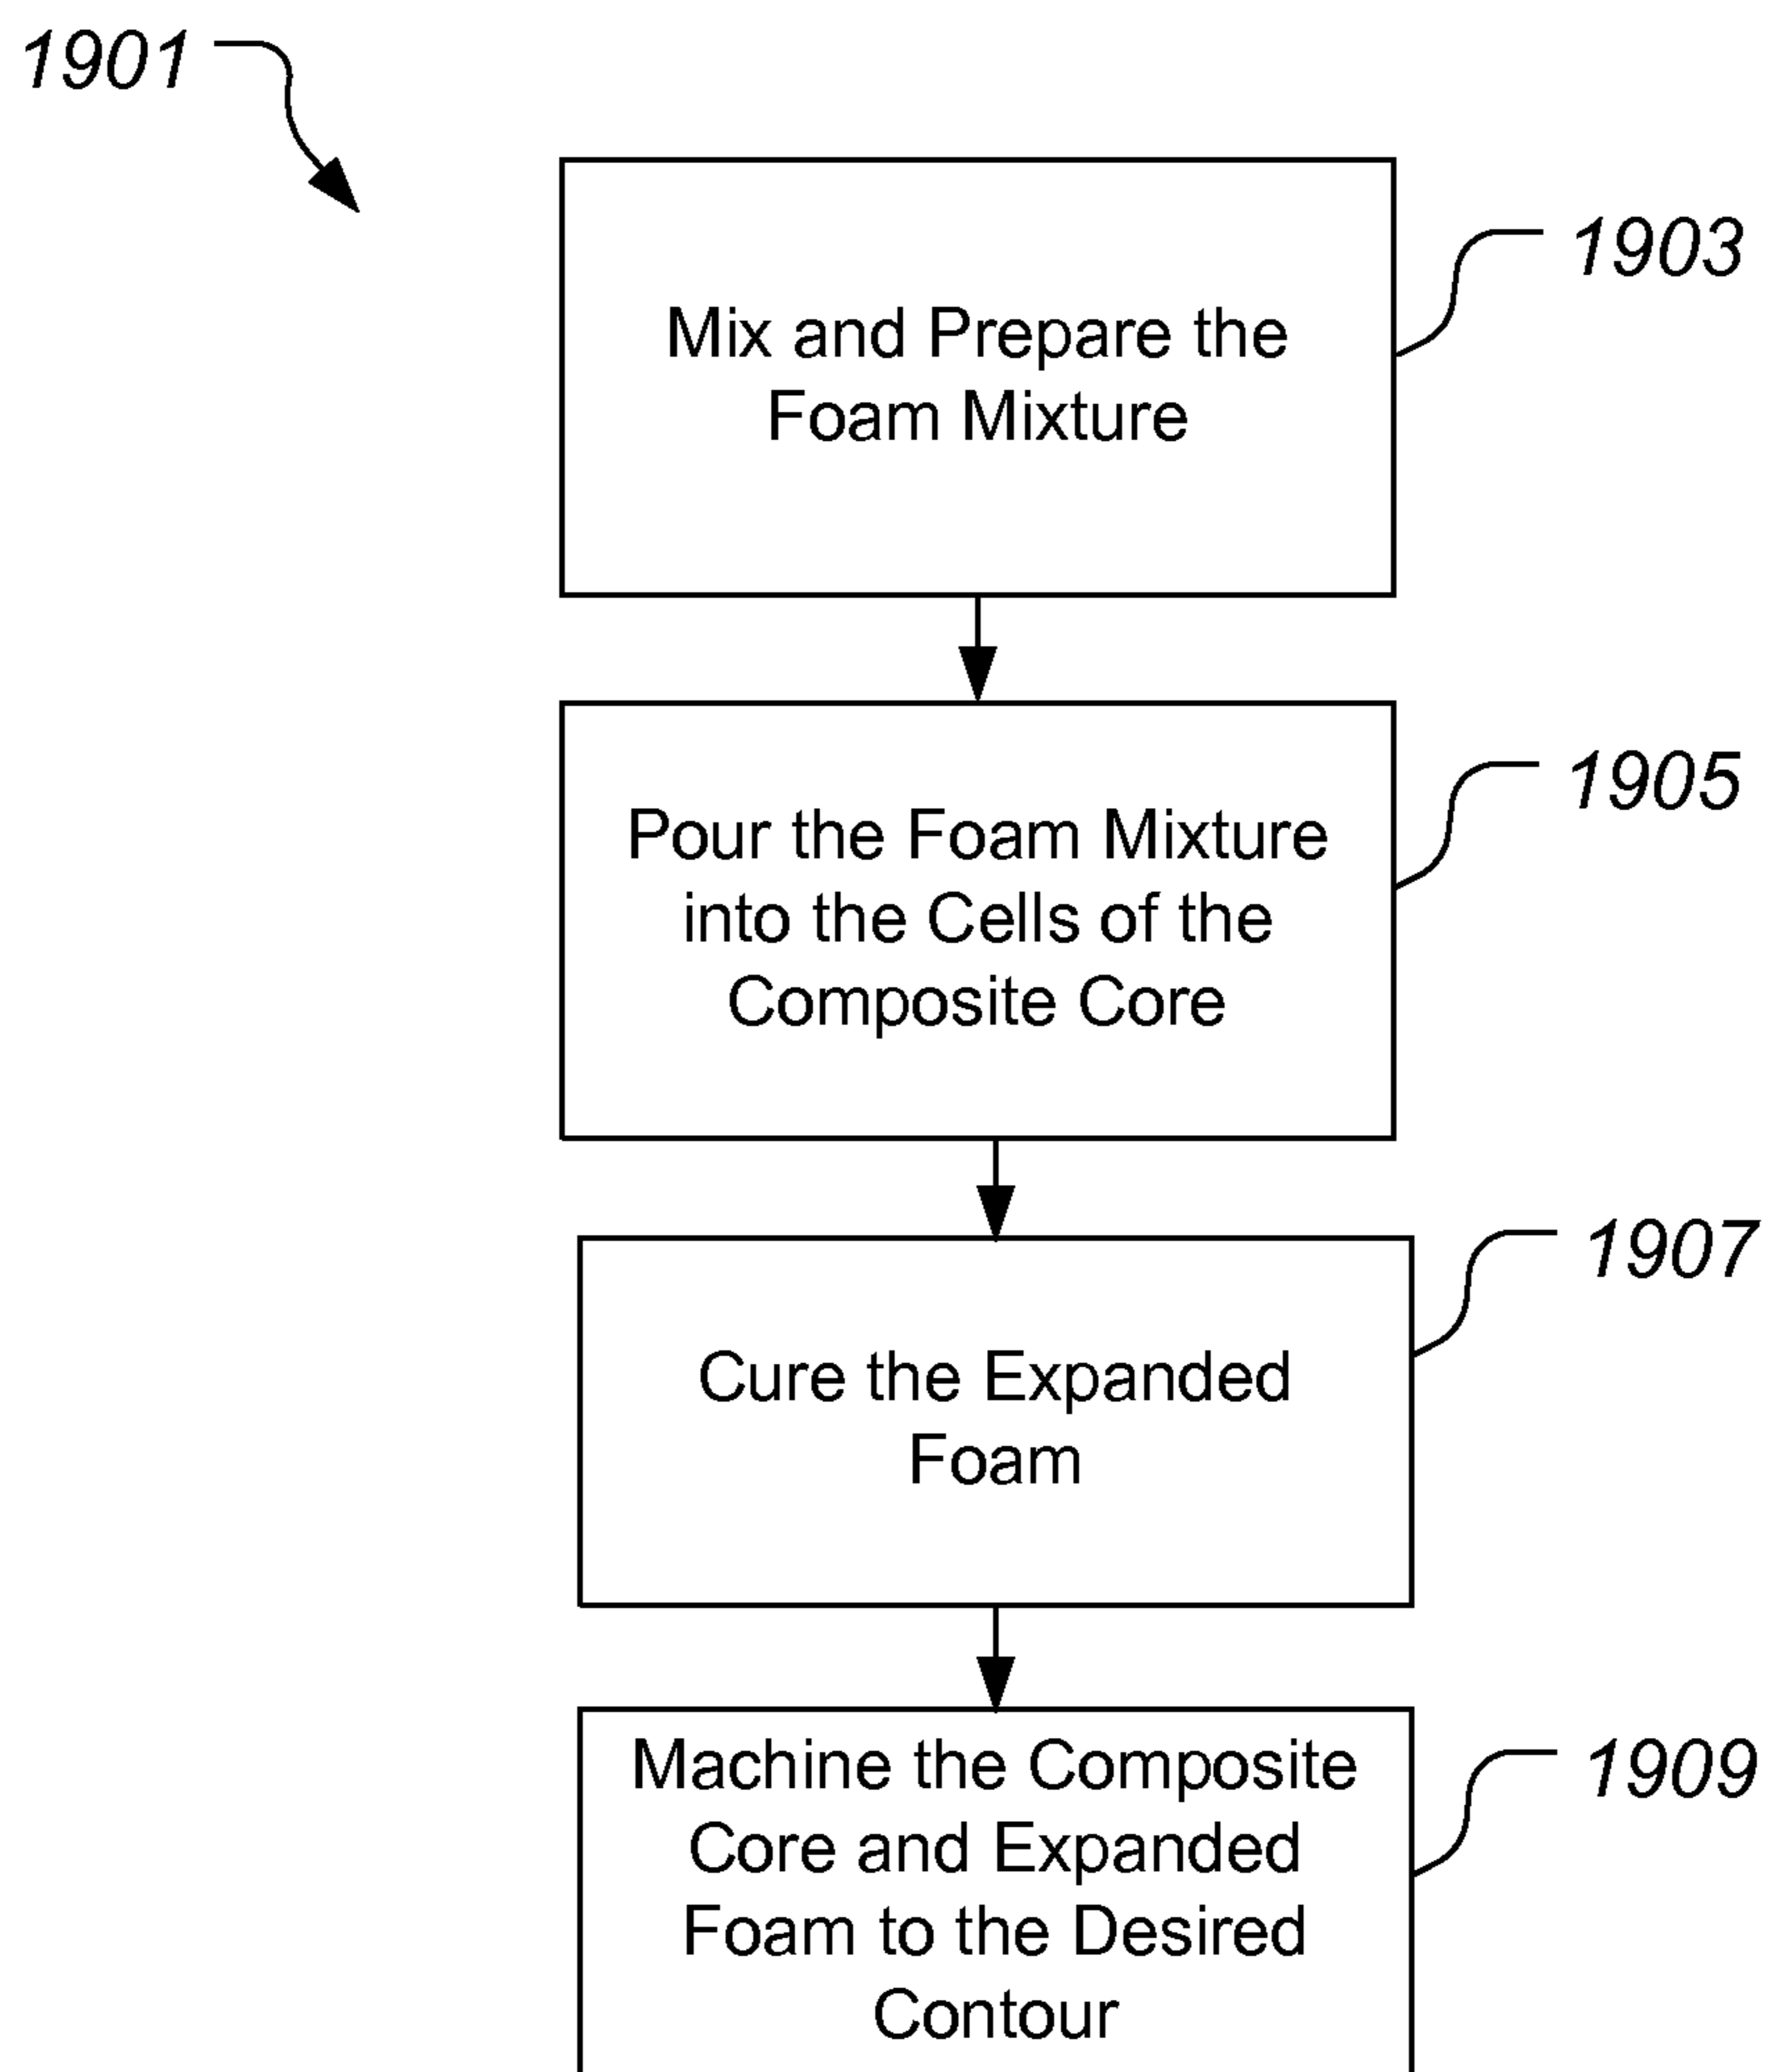 1901
1903
Mix and Prepare the
Foam Mixture
1905
Pour the Foam Mixture
into the Cells of the
Composite Core
1907
Cure the Expanded
Foam
1909
Machine the Composite
Core and Expanded
Foam to the Desired
Contour